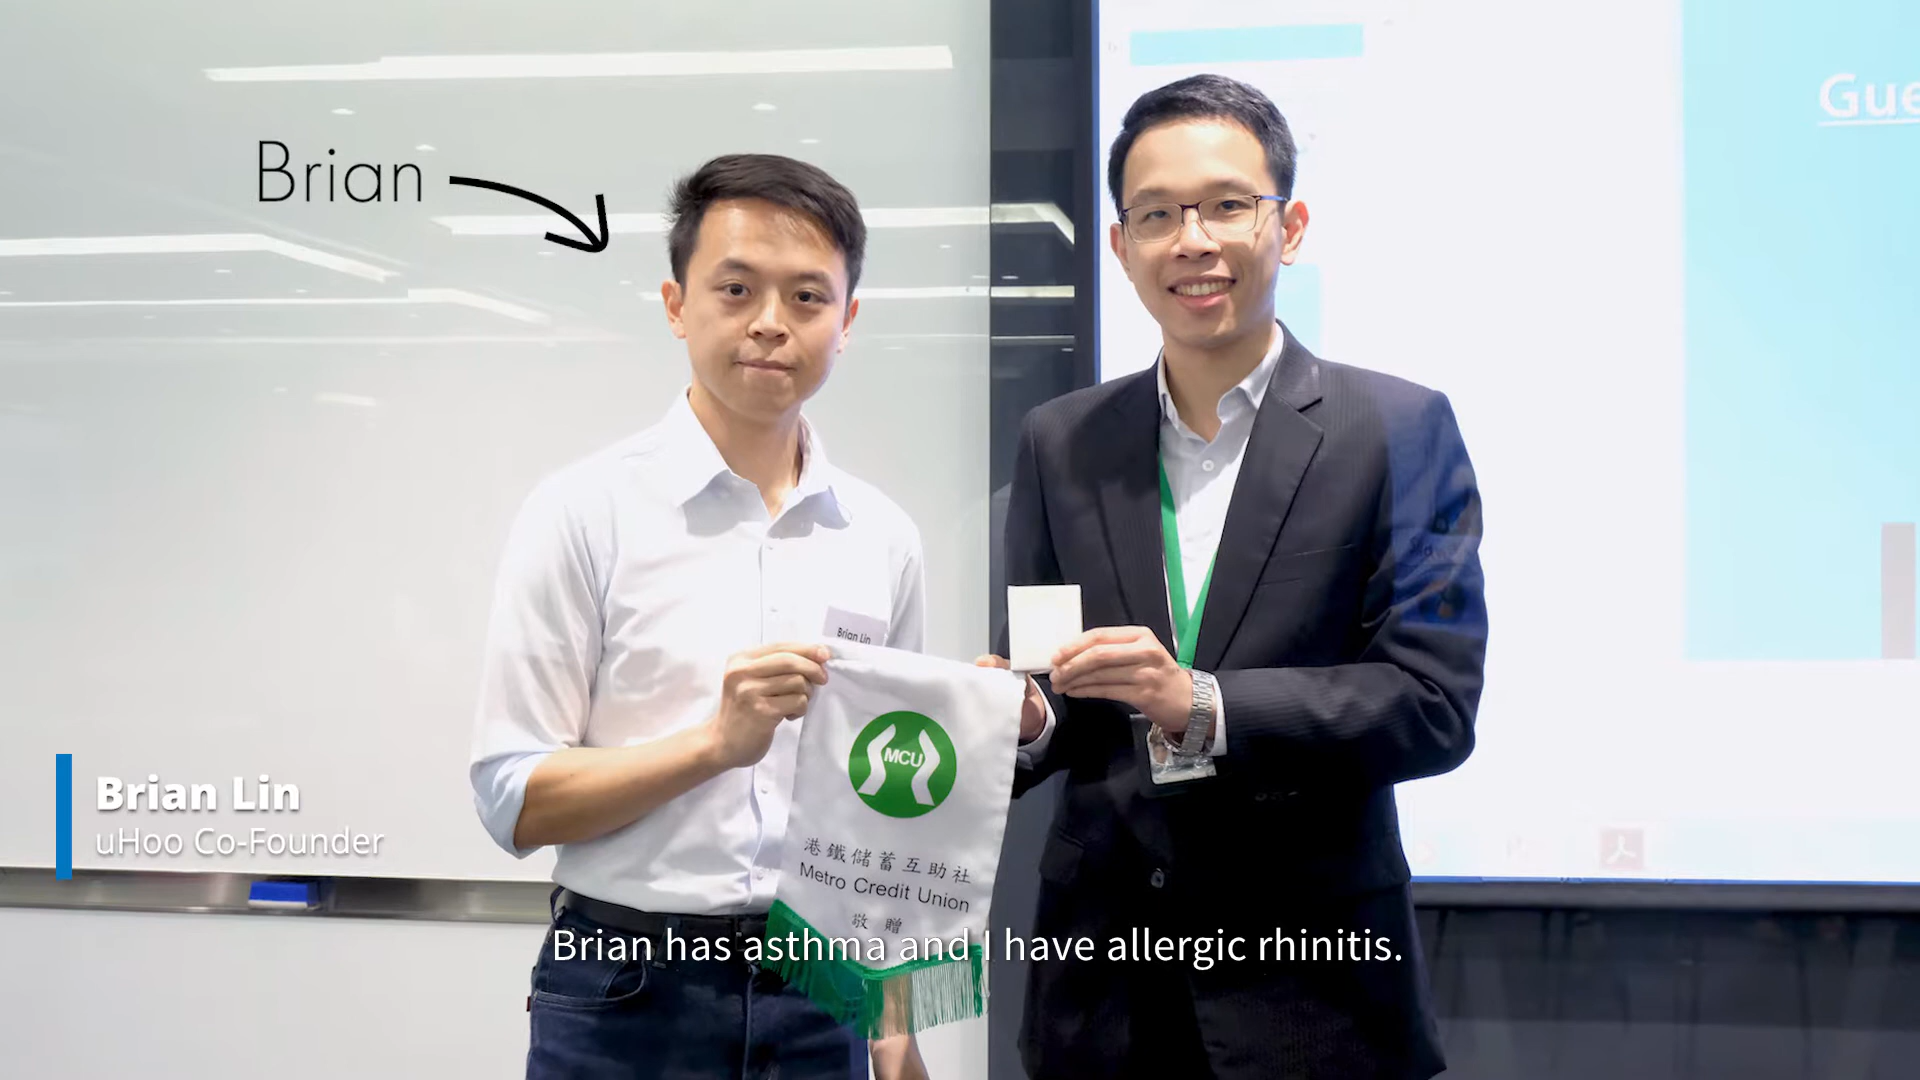 Brian
Gue
Brian Lin
MCU
港鐵儲蓄互助社
Metro Credit Union
敬贈
Brian Lin
uHoo Co-Founder
Brian has asthma and I have allergic rhinitis.